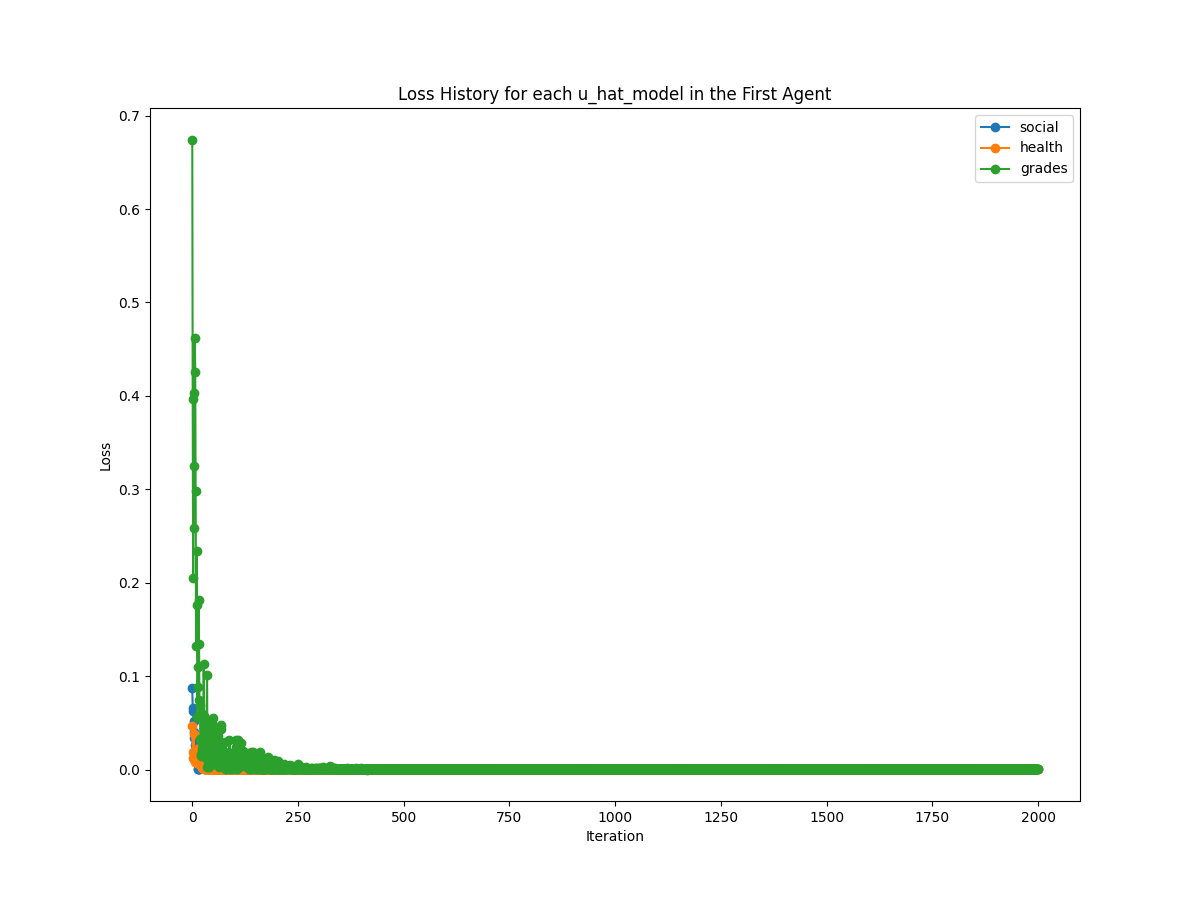 Loss History for each u_hat_model in the First Agent
social
health
grades
0.7
0.6
0.5
0.4
0.3
0.2
0.1
0.0
Loss
0 250 500 750 1000 1250 1500 1750 2000
Iteration